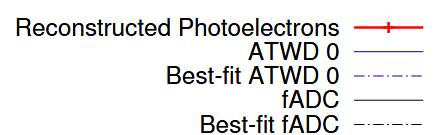 Reconstructed Photoelectrons
ATWD 0
Best-fit ATWD 0
fADC
Best-fit fADC